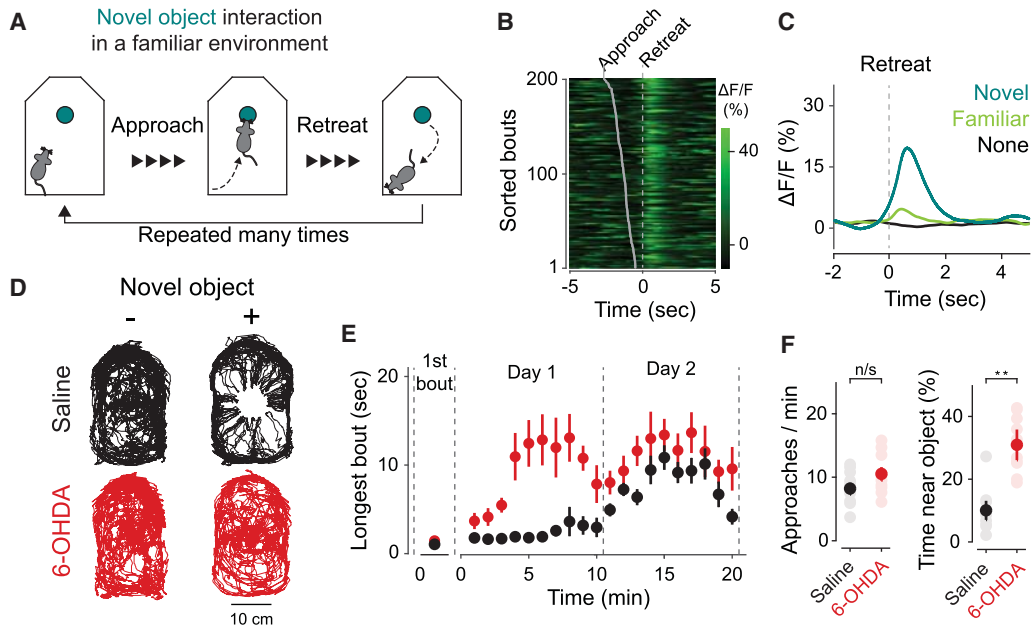 A
Novel object interaction
in a familiar environment
Approach
Retreat
Repeated many times
B
Approach
Retreat
Sorted bouts
200
100
1
-5
0
5
Time (sec)
ΔF/F
(%)
40
0
C
Retreat
Novel
Familiar
None
ΔF/F (%)
30
15
0
-2
0
2
4
Time (sec)
D
Novel object
-
+
Saline
6-OHDA
10 cm
E
1st
bout
Day 1
Day 2
Longest bout (sec)
20
10
0
0
0
5
10
15
20
Time (min)
F
n/s
Approaches / min
20
10
0
Saline
6-OHDA
**
Time near object (%)
40
20
0
Saline
6-OHDA